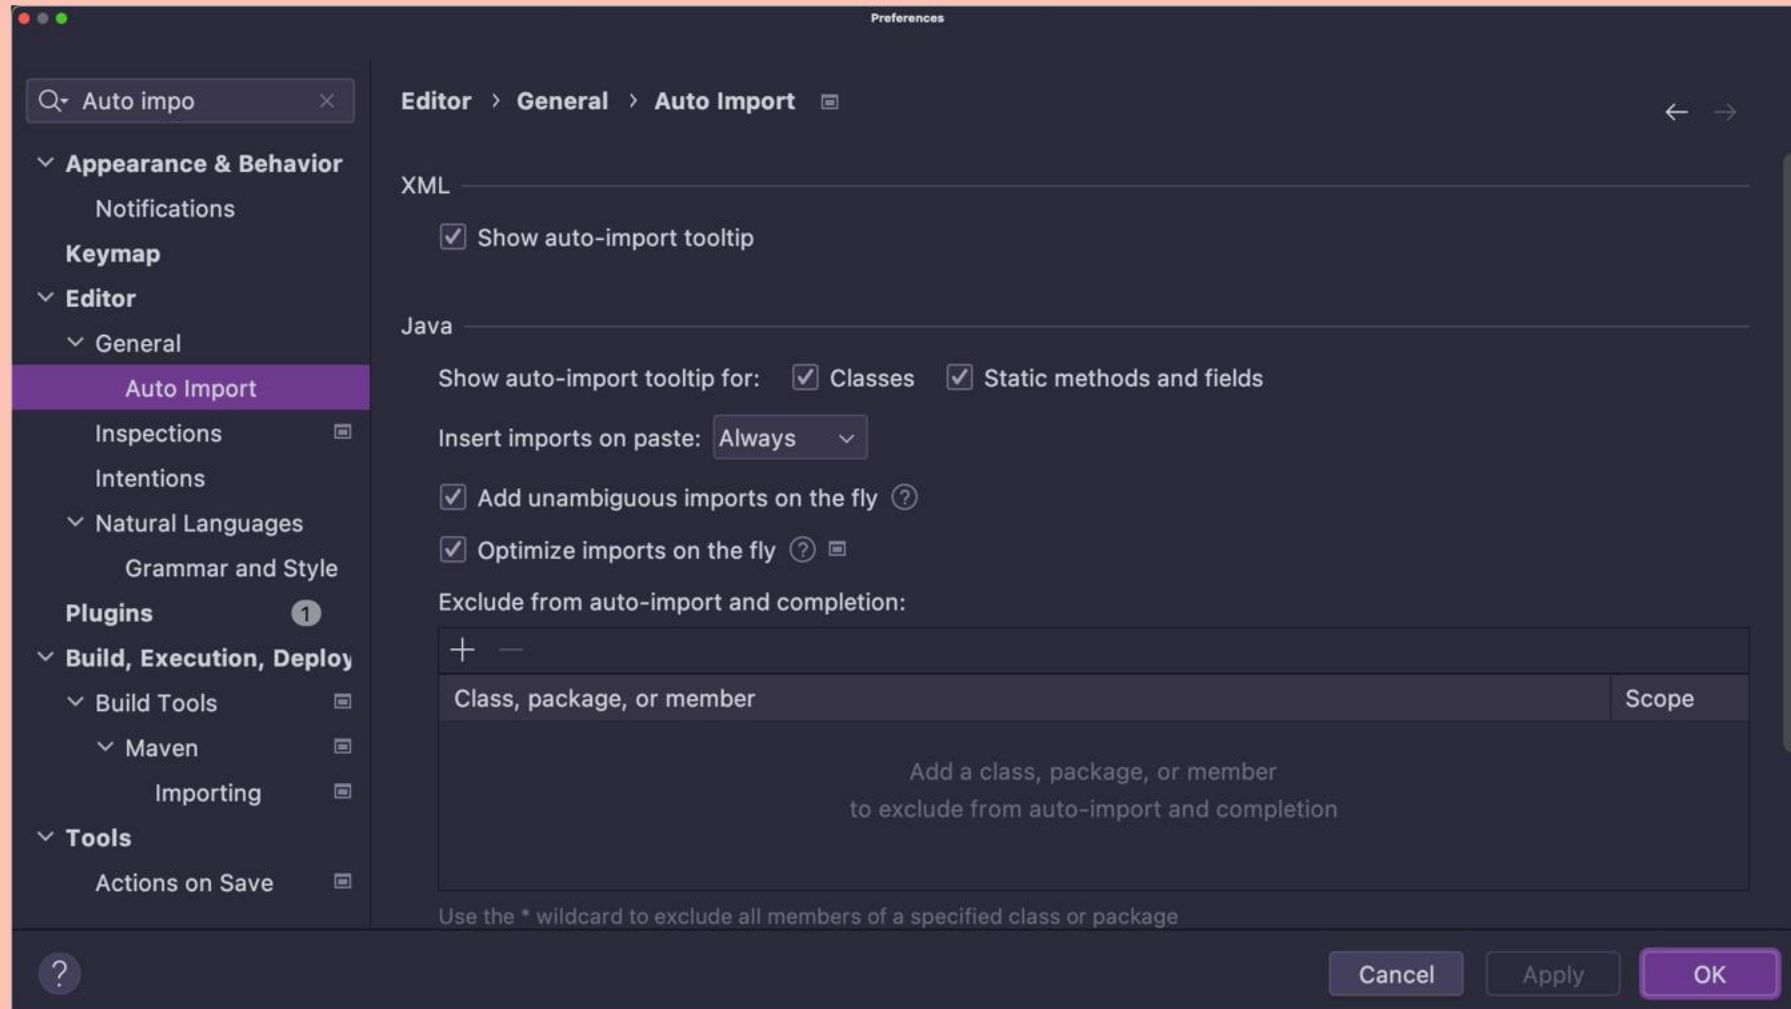 Preferences
Auto impo
Appearance & Behavior
Notifications
Keymap
Editor
General
Auto Import
Inspections
Intentions
Natural Languages
Grammar and Style
Plugins 1
Build, Execution, Deploy
Build Tools
Maven
Importing
Tools
Actions on Save
?
Editor > General > Auto Import
XML
Show auto-import tooltip
Java
Show auto-import tooltip for: Classes Static methods and fields
Insert imports on paste: Always
Add unambiguous imports on the fly ?
Optimize imports on the fly ?
Exclude from auto-import and completion:
Class, package, or member Scope
Add a class, package, or member
to exclude from auto-import and completion
Use the * wildcard to exclude all members of a specified class or package
Cancel Apply OK